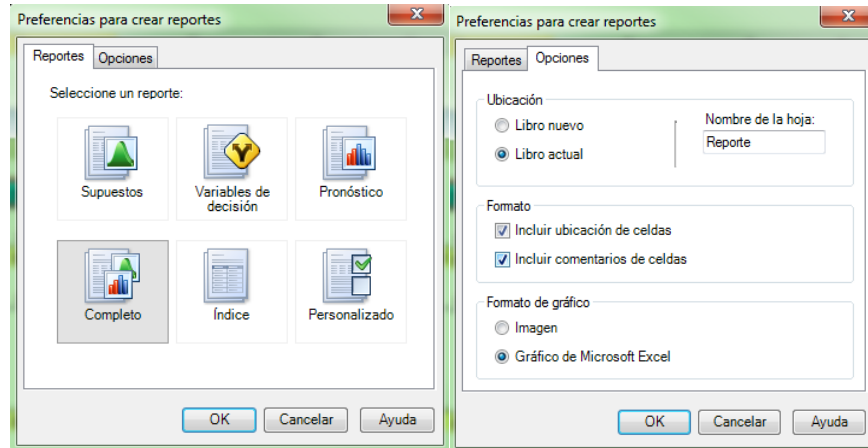 Preferencias para crear reportes
Reportes
Opciones
Seleccione un reporte:
Supuestos
Variables de
decisión
Pronóstico
Completo
Índice
Personalizado
OK
Cancelar
Ayuda
Preferencias para crear reportes
Reportes
Opciones
Ubicación
Libro nuevo
Libro actual
Nombre de la hoja:
Reporte
Formato
Incluir ubicación de celdas
Incluir comentarios de celdas
Formato de gráfico
Imagen
Gráfico de Microsoft Excel
OK
Cancelar
Ayuda